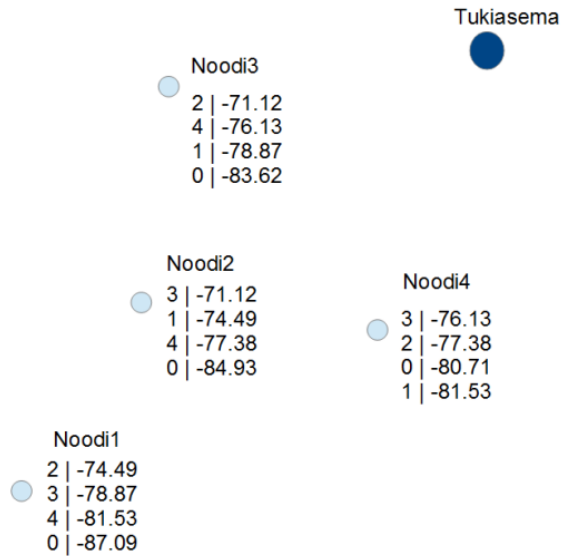 Tukiasema
Noodi3
2 | -71.12
4 | -76.13
1 | -78.87
0 | -83.62
Noodi2
3 | -71.12
1 | -74.49
4 | -77.38
0 | -84.93
Noodi4
3 | -76.13
2 | -77.38
0 | -80.71
1 | -81.53
Noodi1
2 | -74.49
3 | -78.87
4 | -81.53
0 | -87.09